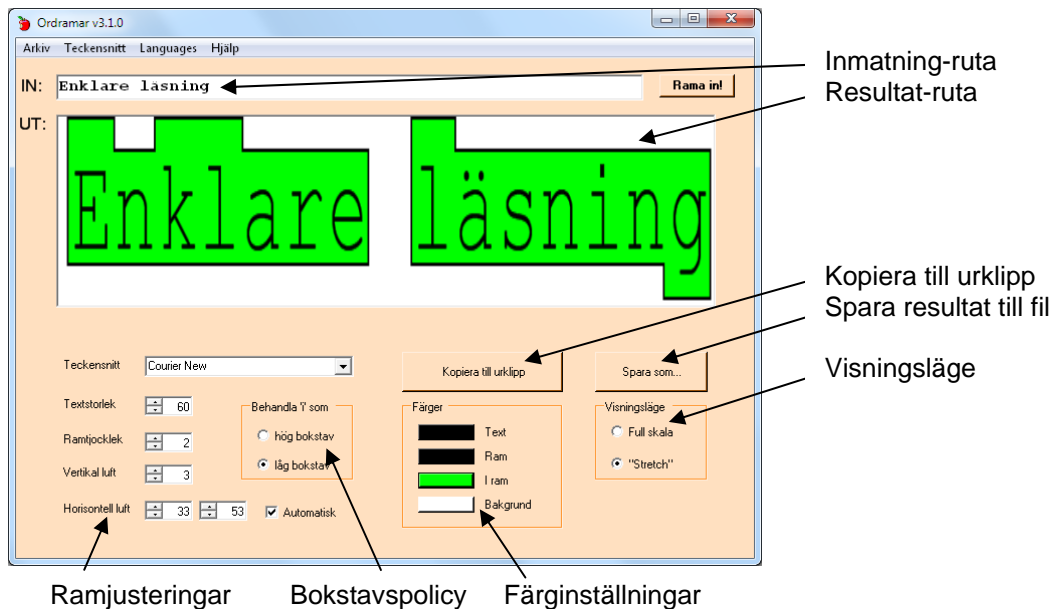 Ordramar v3.1.0
Arkiv Teckensnitt Languages Hjälp
IN: Enklare läsning Rama in!
UT:
Enklare läsning
Inmatning-ruta
Resultat-ruta
Kopiera till urklipp
Spara resultat till fil
Visningsläge
Teckensnitt Courier New Kopiera till urklipp Spara som...
Textstorlek 60 Behandla 'i' som Färger Visningsläge
hög bokstav Text Full skala
Ramtjocklek 2 Ram
Vertikal luft 3 låg bokstav I ram "Stretch"
Horisontell luft 33 53 Automatisk Bakgrund
Ramjusteringar Bokstavspolicy Färginställningar